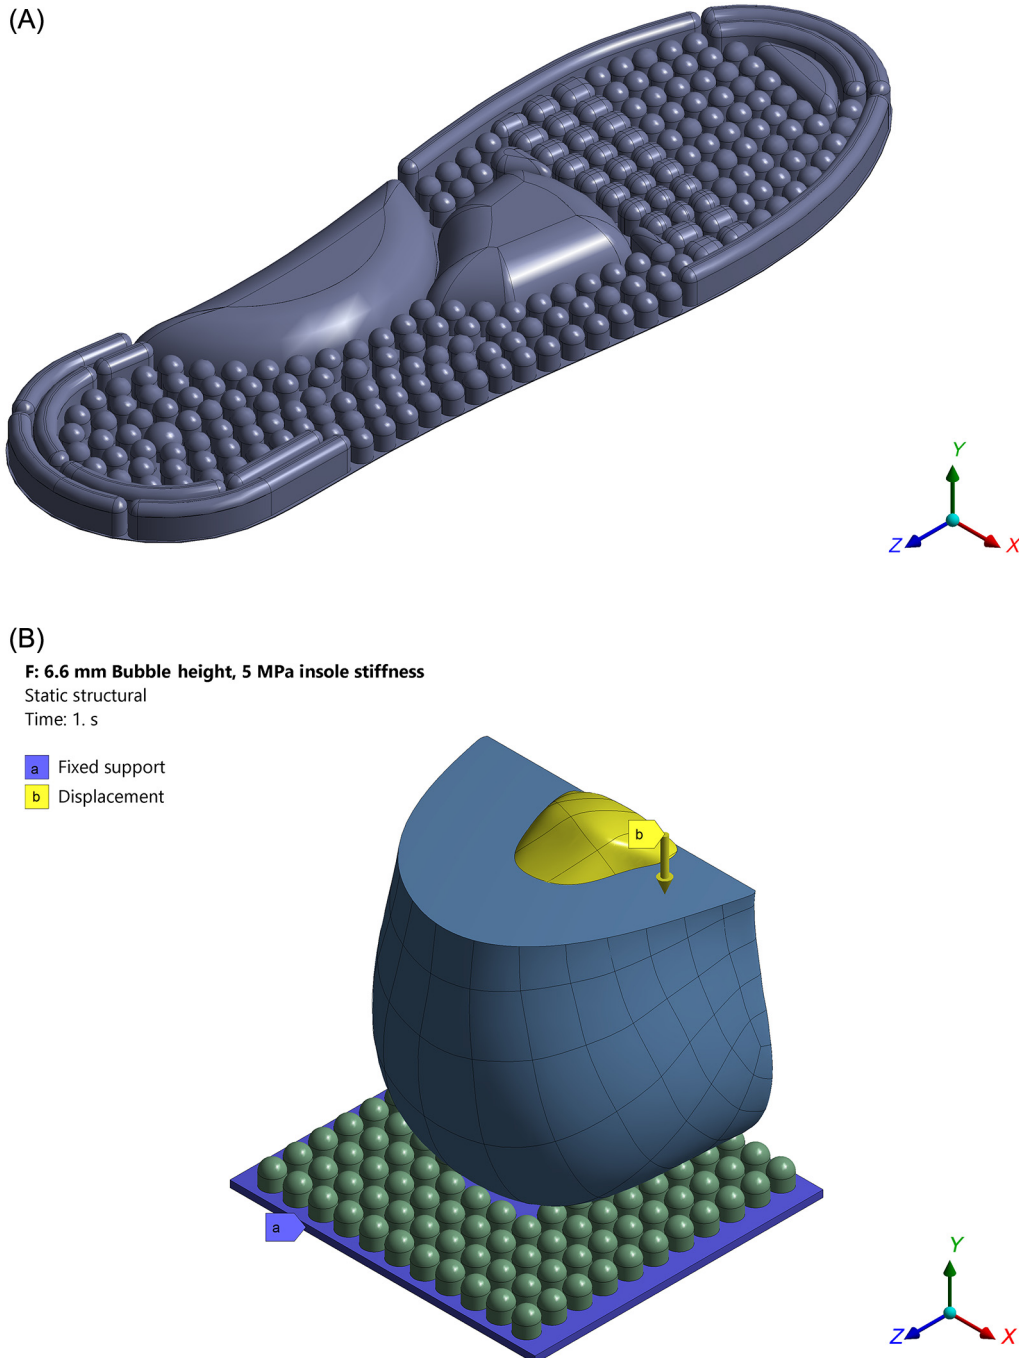 (A)
Y
Z
X
(B)
F: 6.6 mm Bubble height, 5 MPa insole stiffness
Static structural
Time: 1. s
a Fixed support
b Displacement
b
a
Y
Z
X